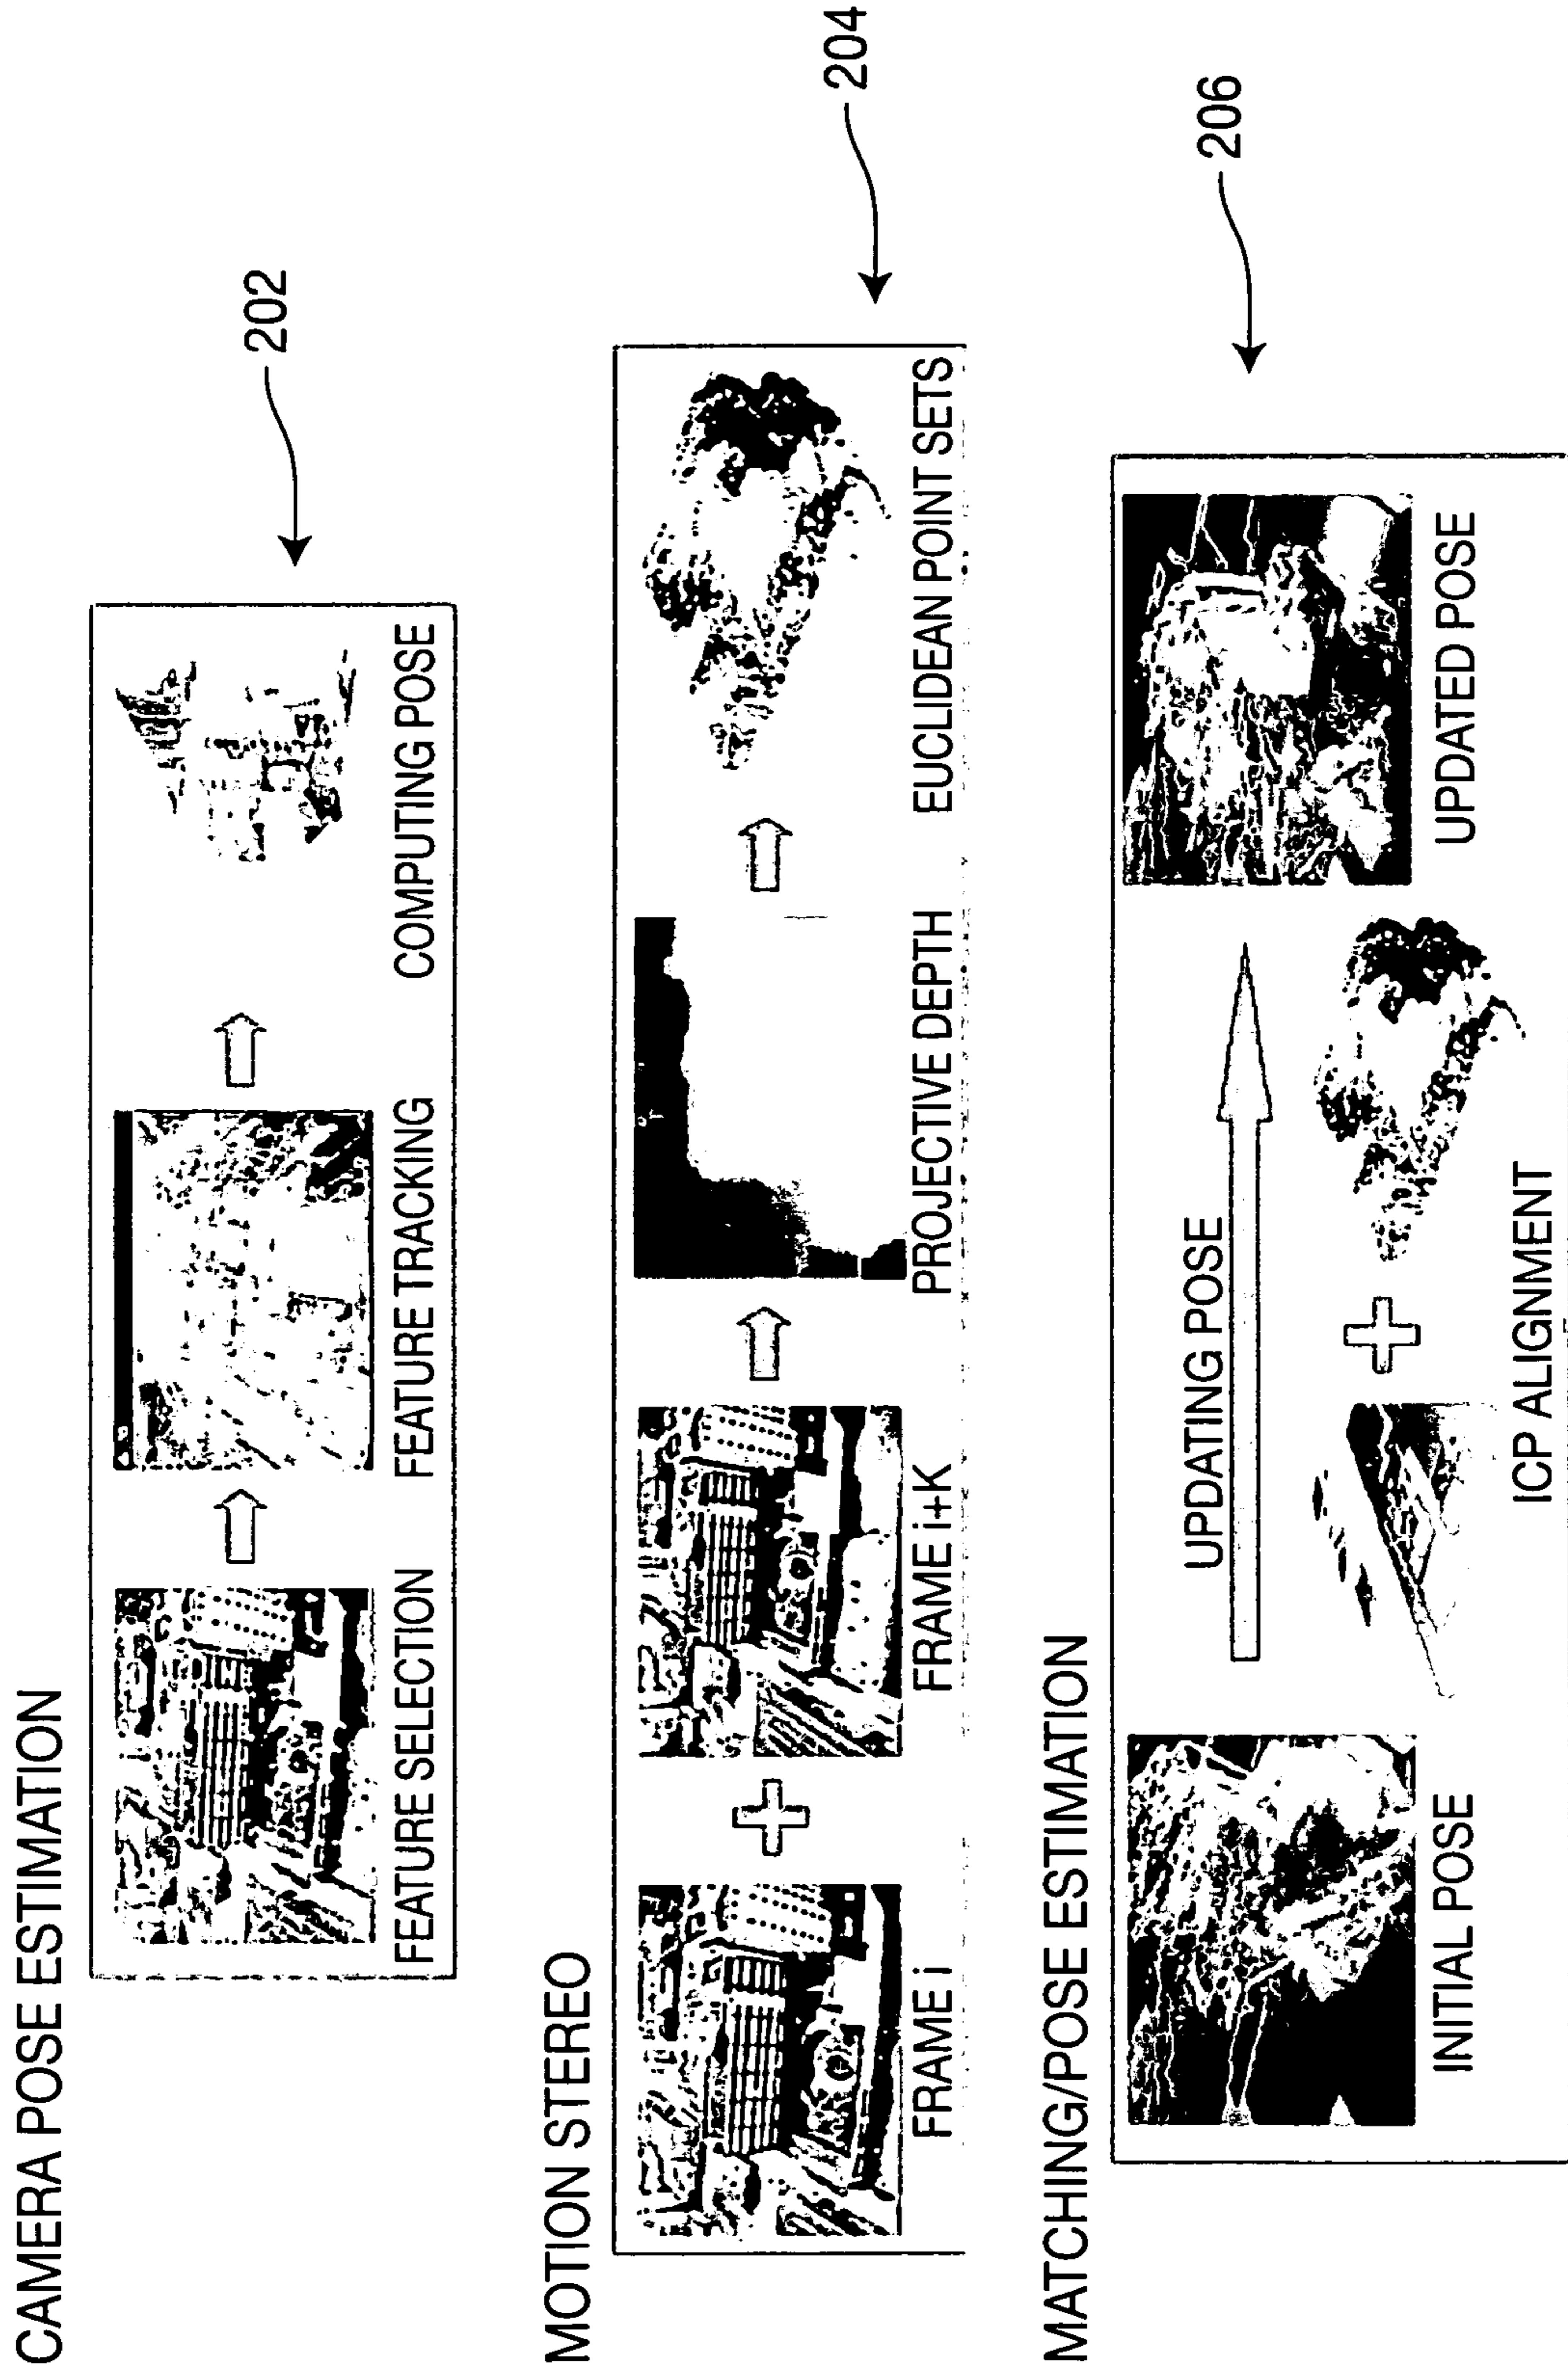 CAMERA POSE ESTIMATION
FEATURE SELECTION
FEATURE TRACKING
COMPUTING POSE
202
MOTION STEREO
FRAME i
FRAME i+K
PROJECTIVE DEPTH
EUCLIDEAN POINT SETS
204
MATCHING/POSE ESTIMATION
INITIAL POSE
UPDATING POSE
ICP ALIGNMENT
UPDATED POSE
206